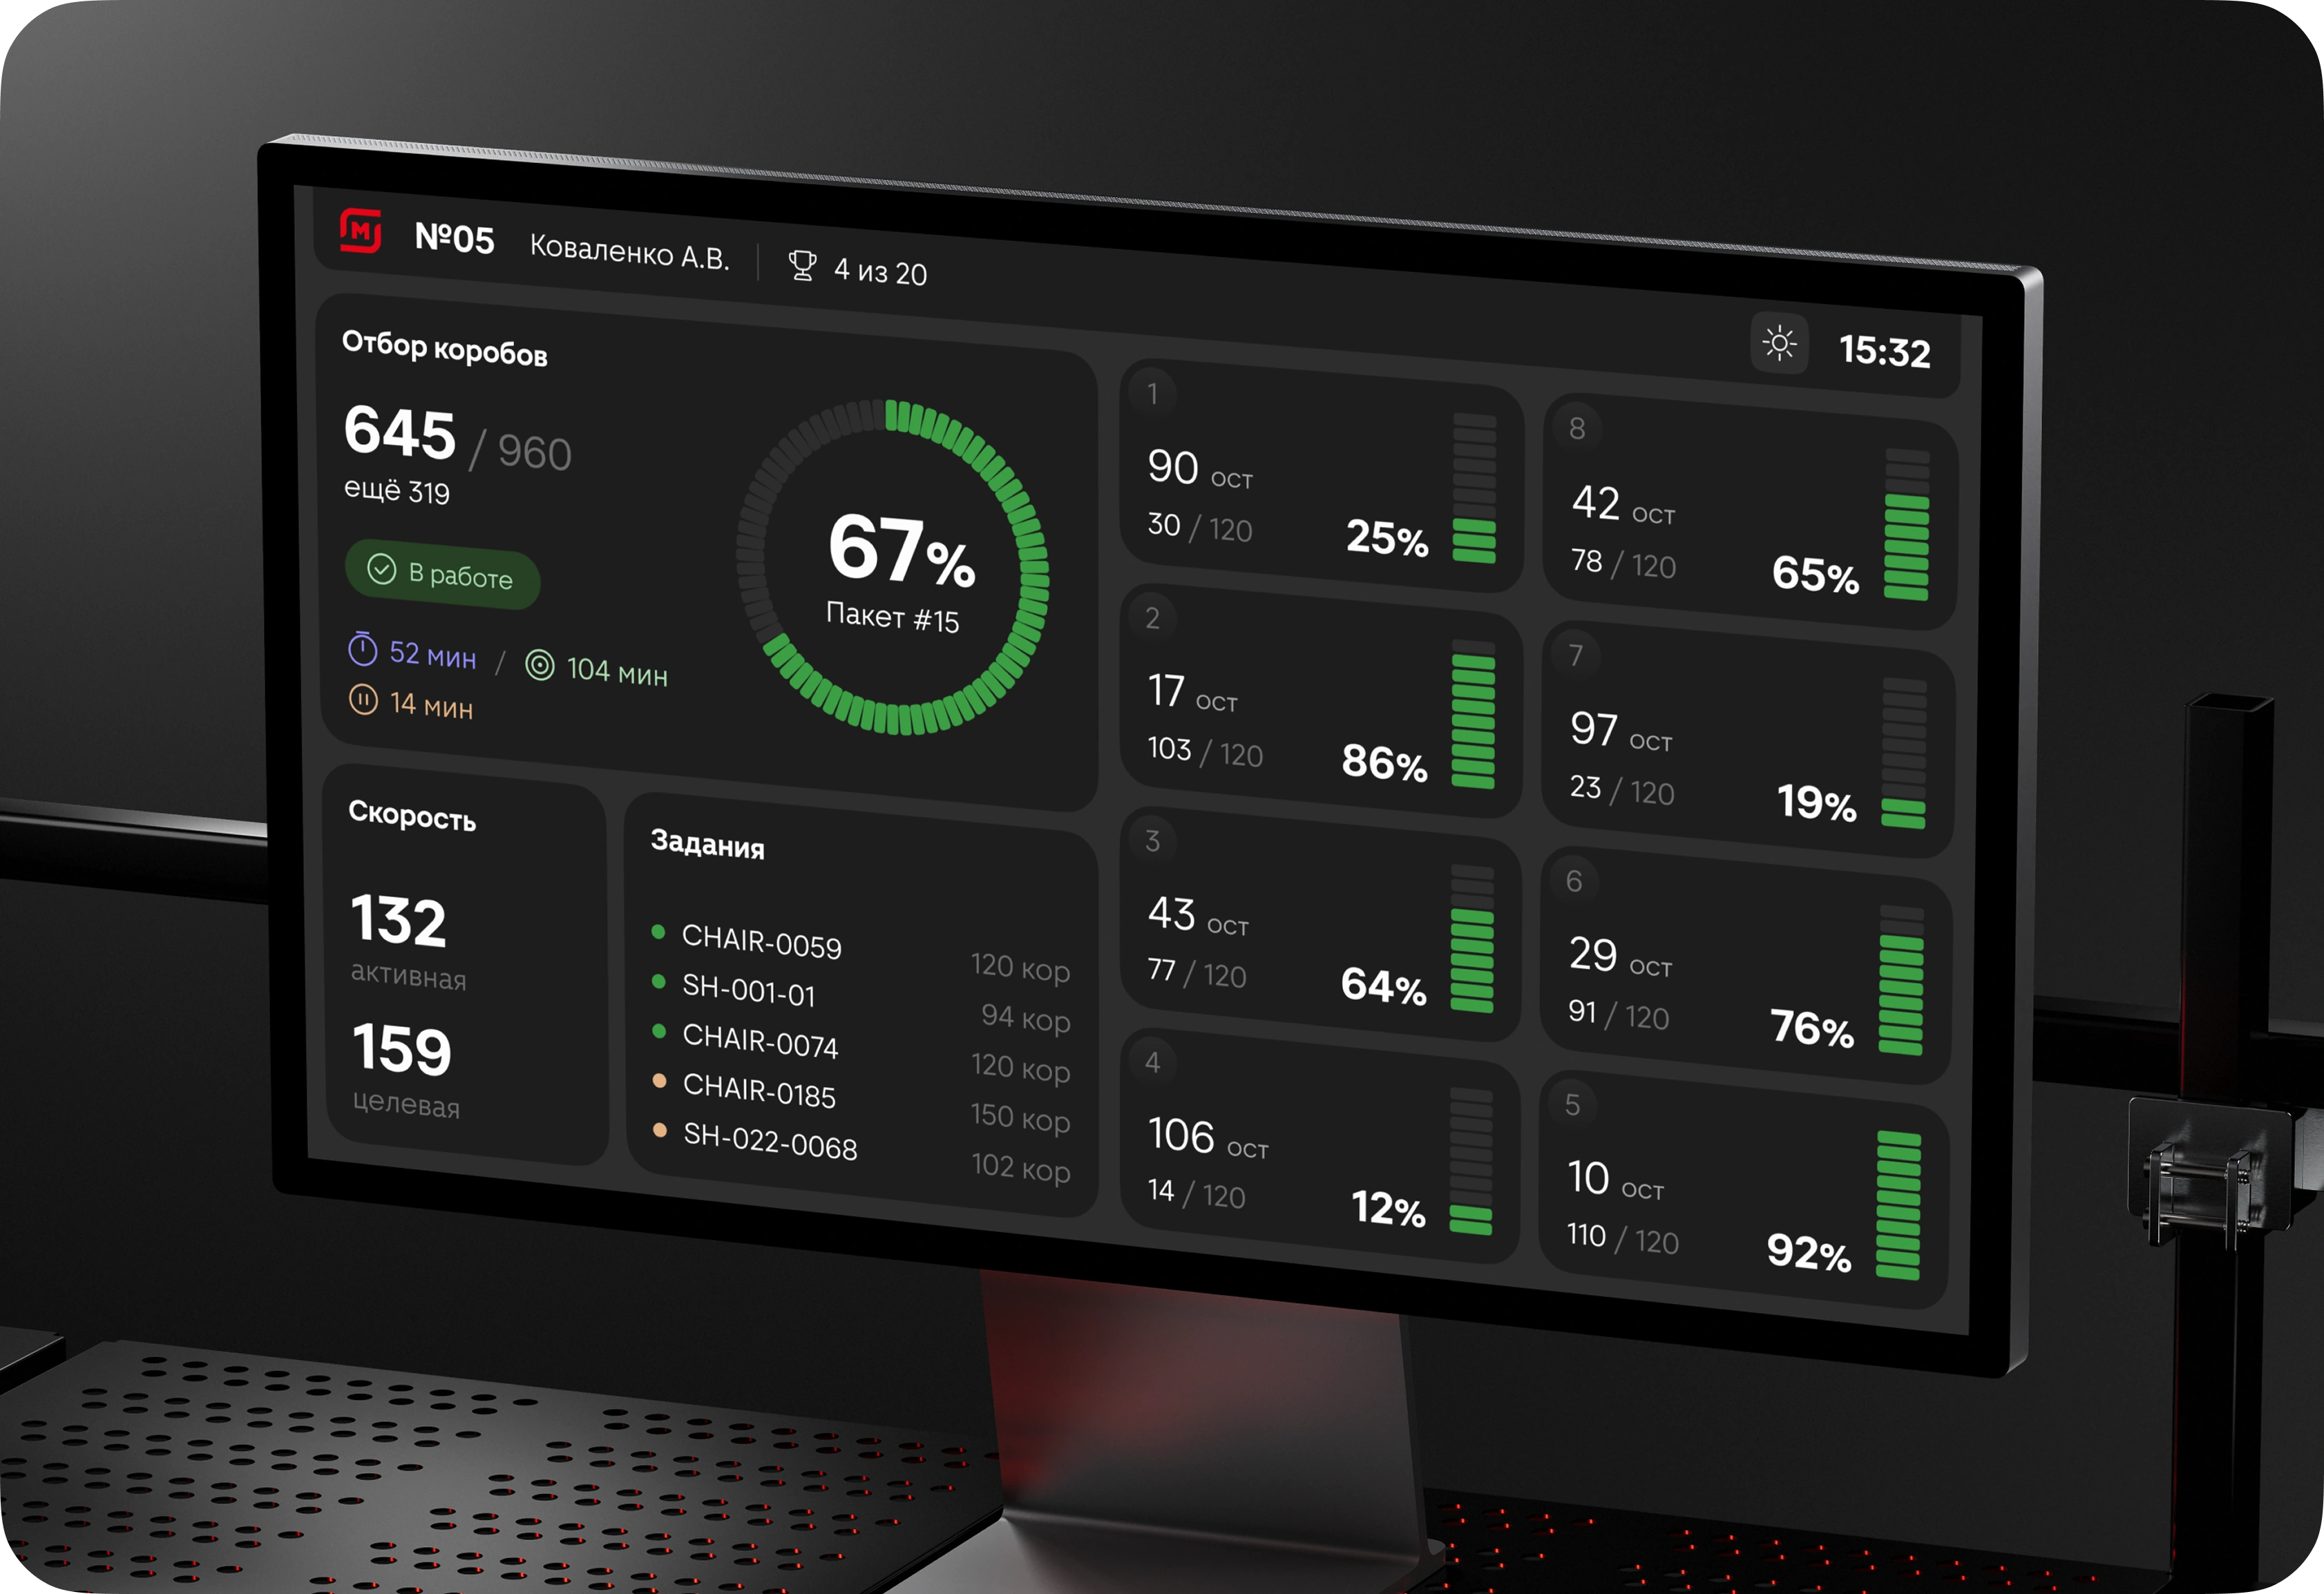 М №05 Коваленко А.В. 4 из 20
15:32
Отбор коробов
645 / 960
ещё 319
В работе
52 мин / 104 мин
14 мин
67%
Пакет #15
Скорость
132
активная
159
целевая
Задания
CHAIR-0059 120 кор
SH-001-01 94 кор
CHAIR-0074 120 кор
CHAIR-0185 150 кор
SH-022-0068 102 кор
1
90 ост
30 / 120 25%
2
17 ост
103 / 120 86%
3
43 ост
77 / 120 64%
4
106 ост
14 / 120 12%
8
42 ост
78 / 120 65%
7
97 ост
23 / 120 19%
6
29 ост
91 / 120 76%
5
10 ост
110 / 120 92%